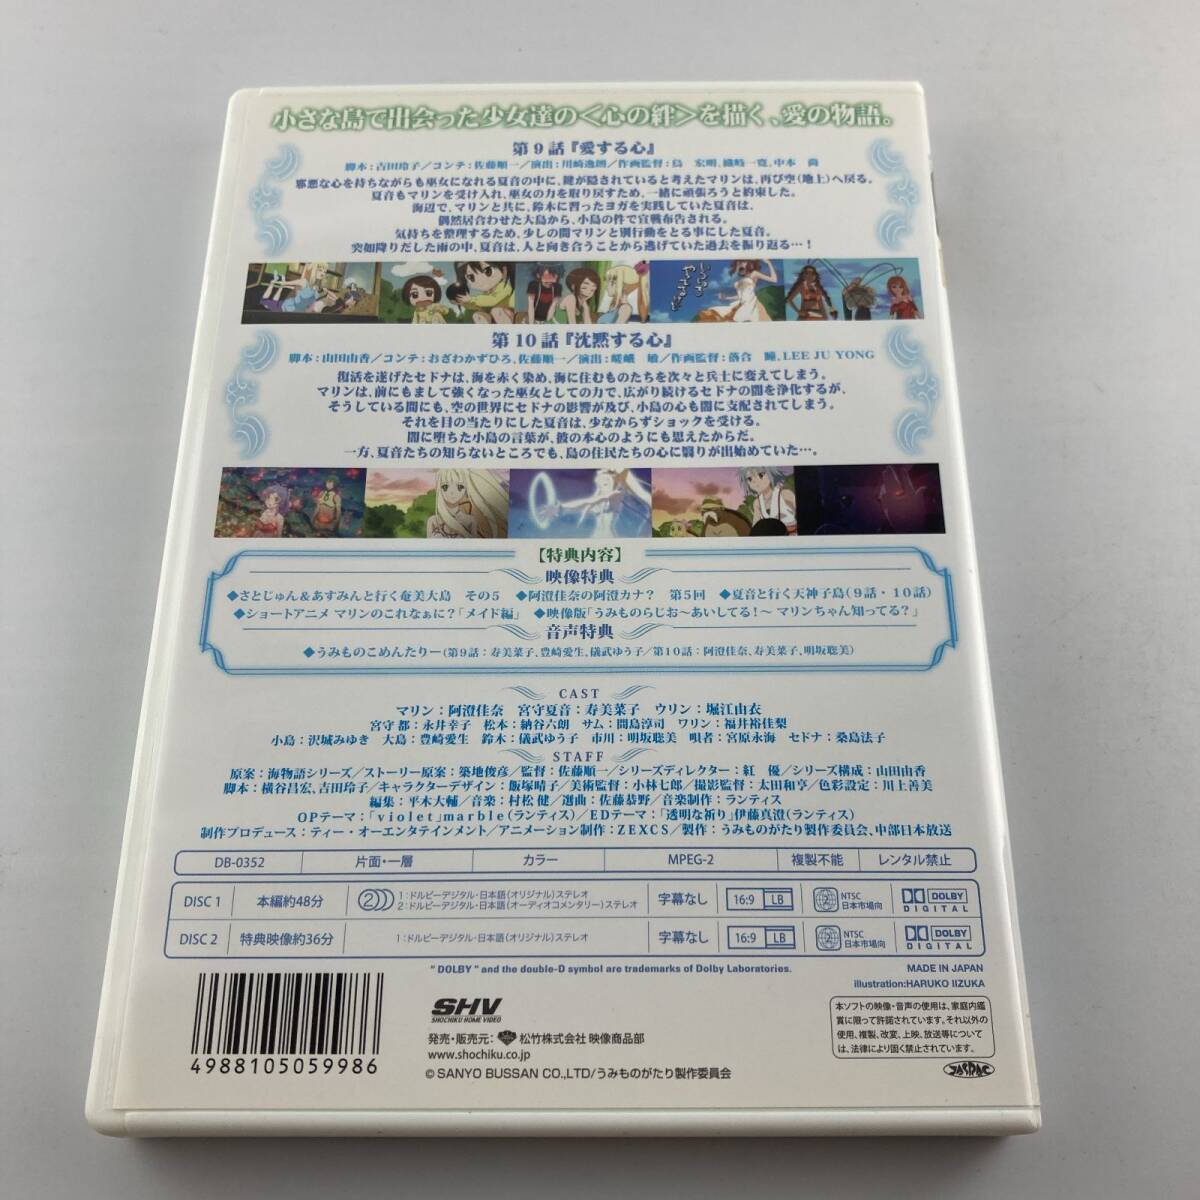 小さな島で出会った少女達の＜心の絆＞を描く、愛の物語。
第9話『愛する心』
脚本：吉田玲子／コンテ：佐藤順一／演出：川崎逸朗／作画監督：島 宏明、織崎一寛、中本 尚
邪悪な心を持ちながらも巫女になれる夏音の中に、鍵が隠されていると考えたマリンは、再び空（地上）へ戻る。
夏音もマリンを受け入れ、巫女の力を取り戻すため、一緒に頑張ろうと約束した。
海辺で、マリンと共に、鈴木に習ったヨガを実践していた夏音は、
偶然居合わせた大島から、小島の件で宣戦布告される。
気持ちを整理するため、少しの間マリンと別行動をとる事にした夏音。
突如降りだした雨の中、夏音は、人と向き合うことから逃げていた過去を振り返る…！
第10話『沈黙する心』
脚本：山田由香／コンテ：おざわかずひろ、佐藤順一／演出：嵯峨 敏／作画監督：落合 瞳、LEE JU YONG
復活を遂げたセドナは、海を赤く染め、海に住むものたちを次々と兵士に変えてしまう。
マリンは、前にもまして強くなった巫女としての力で、広がり続けるセドナの闇を浄化するが、
そうしている間にも、空の世界にセドナの影響が及び、小島の心も闇に支配されてしまう。
それを目の当たりにした夏音は、少なからずショックを受ける。
闇に堕ちた小島の言葉が、彼の本心のようにも思えたからだ。
一方、夏音たちの知らないところでも、島の住民たちの心に翳りが出始めていた…。
【特典内容】
映像特典
◆さとじゅん＆あすみんと行く奄美大島 その5 ◆阿澄佳奈の阿澄カナ？ 第5回 ◆夏音と行く天神子島（9話・10話）
◆ショートアニメ マリンのこれなぁに？「メイド編」 ◆映像版「うみものらじお～あいしてる！～ マリンちゃん知ってる？」
音声特典
◆うみものこめんたりー（第9話：寿美菜子、豊崎愛生、儀武ゆう子／第10話：阿澄佳奈、寿美菜子、明坂聡美）
CAST
マリン：阿澄佳奈 宮守夏音：寿美菜子 ウリン：堀江由衣
宮守 都：永井幸子 松本：納谷六朗 サム：間島淳司 ワリン：福井裕佳梨
小島：沢城みゆき 大島：豊崎愛生 鈴木：儀武ゆう子 市川：明坂聡美 唄者：宮原永海 セドナ：桑島法子
STAFF
原案：海物語シリーズ／ストーリー原案：築地俊彦／監督：佐藤順一／シリーズディレクター：紅 優／シリーズ構成：山田由香
脚本：横谷昌宏、吉田玲子／キャラクターデザイン：飯塚晴子／美術監督：小林七郎／撮影監督：太田和亨／色彩設定：川上善美
編集：平木大輔／音楽：村松 健／選曲：佐藤恭野／音楽制作：ランティス
OPテーマ：「violet」marble（ランティス）／EDテーマ：「透明な祈り」伊藤真澄（ランティス）
制作プロデュース：ティー・オーエンタテインメント／アニメーション制作：ZEXCS／製作：うみものがたり製作委員会、中部日本放送
DB-0352 片面・一層 カラー MPEG-2 複製不能 レンタル禁止
DISC 1 本編約48分 2 1：ドルビーデジタル・日本語（オリジナル）ステレオ
2：ドルビーデジタル・日本語（オーディオコメンタリー）ステレオ 字幕なし 16:9 LB 2 NTSC 日本市場向 DOLBY DIGITAL
DISC 2 特典映像約36分 1：ドルビーデジタル・日本語（オリジナル）ステレオ 字幕なし 16:9 LB 2 NTSC 日本市場向 DOLBY DIGITAL
"DOLBY" and the double-D symbol are trademarks of Dolby Laboratories.
MADE IN JAPAN
illustration:HARUKO IIZUKA
4988105059986
SHV
SHOCHIKU HOME VIDEO
発売・販売元：松竹株式会社 映像商品部
www.shochiku.co.jp
© SANYO BUSSAN CO.,LTD/うみものがたり製作委員会
本ソフトの映像・音声の使用は、家庭内鑑
賞に限って許諾されています。それ以外の
使用、複製、改変、上映、放送等について
は、法律により固く禁止されています。
JASRAC